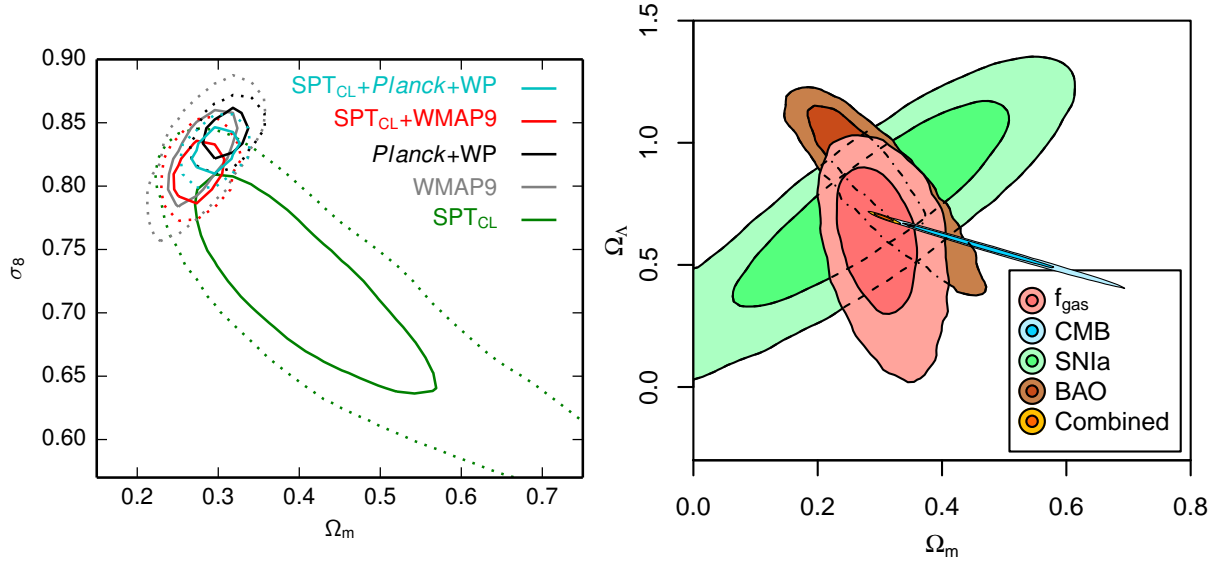 0.90
0.85
0.80
0.75
0.70
0.65
0.60
σ8
0.2 0.3 0.4 0.5 0.6 0.7
Ωm
SPTCL+Planck+WP
SPTCL+WMAP9
Planck+WP
WMAP9
SPTCL
1.5
1.0
0.5
0.0
ΩΛ
0.0 0.2 0.4 0.6 0.8
Ωm
fgas
CMB
SNIa
BAO
Combined